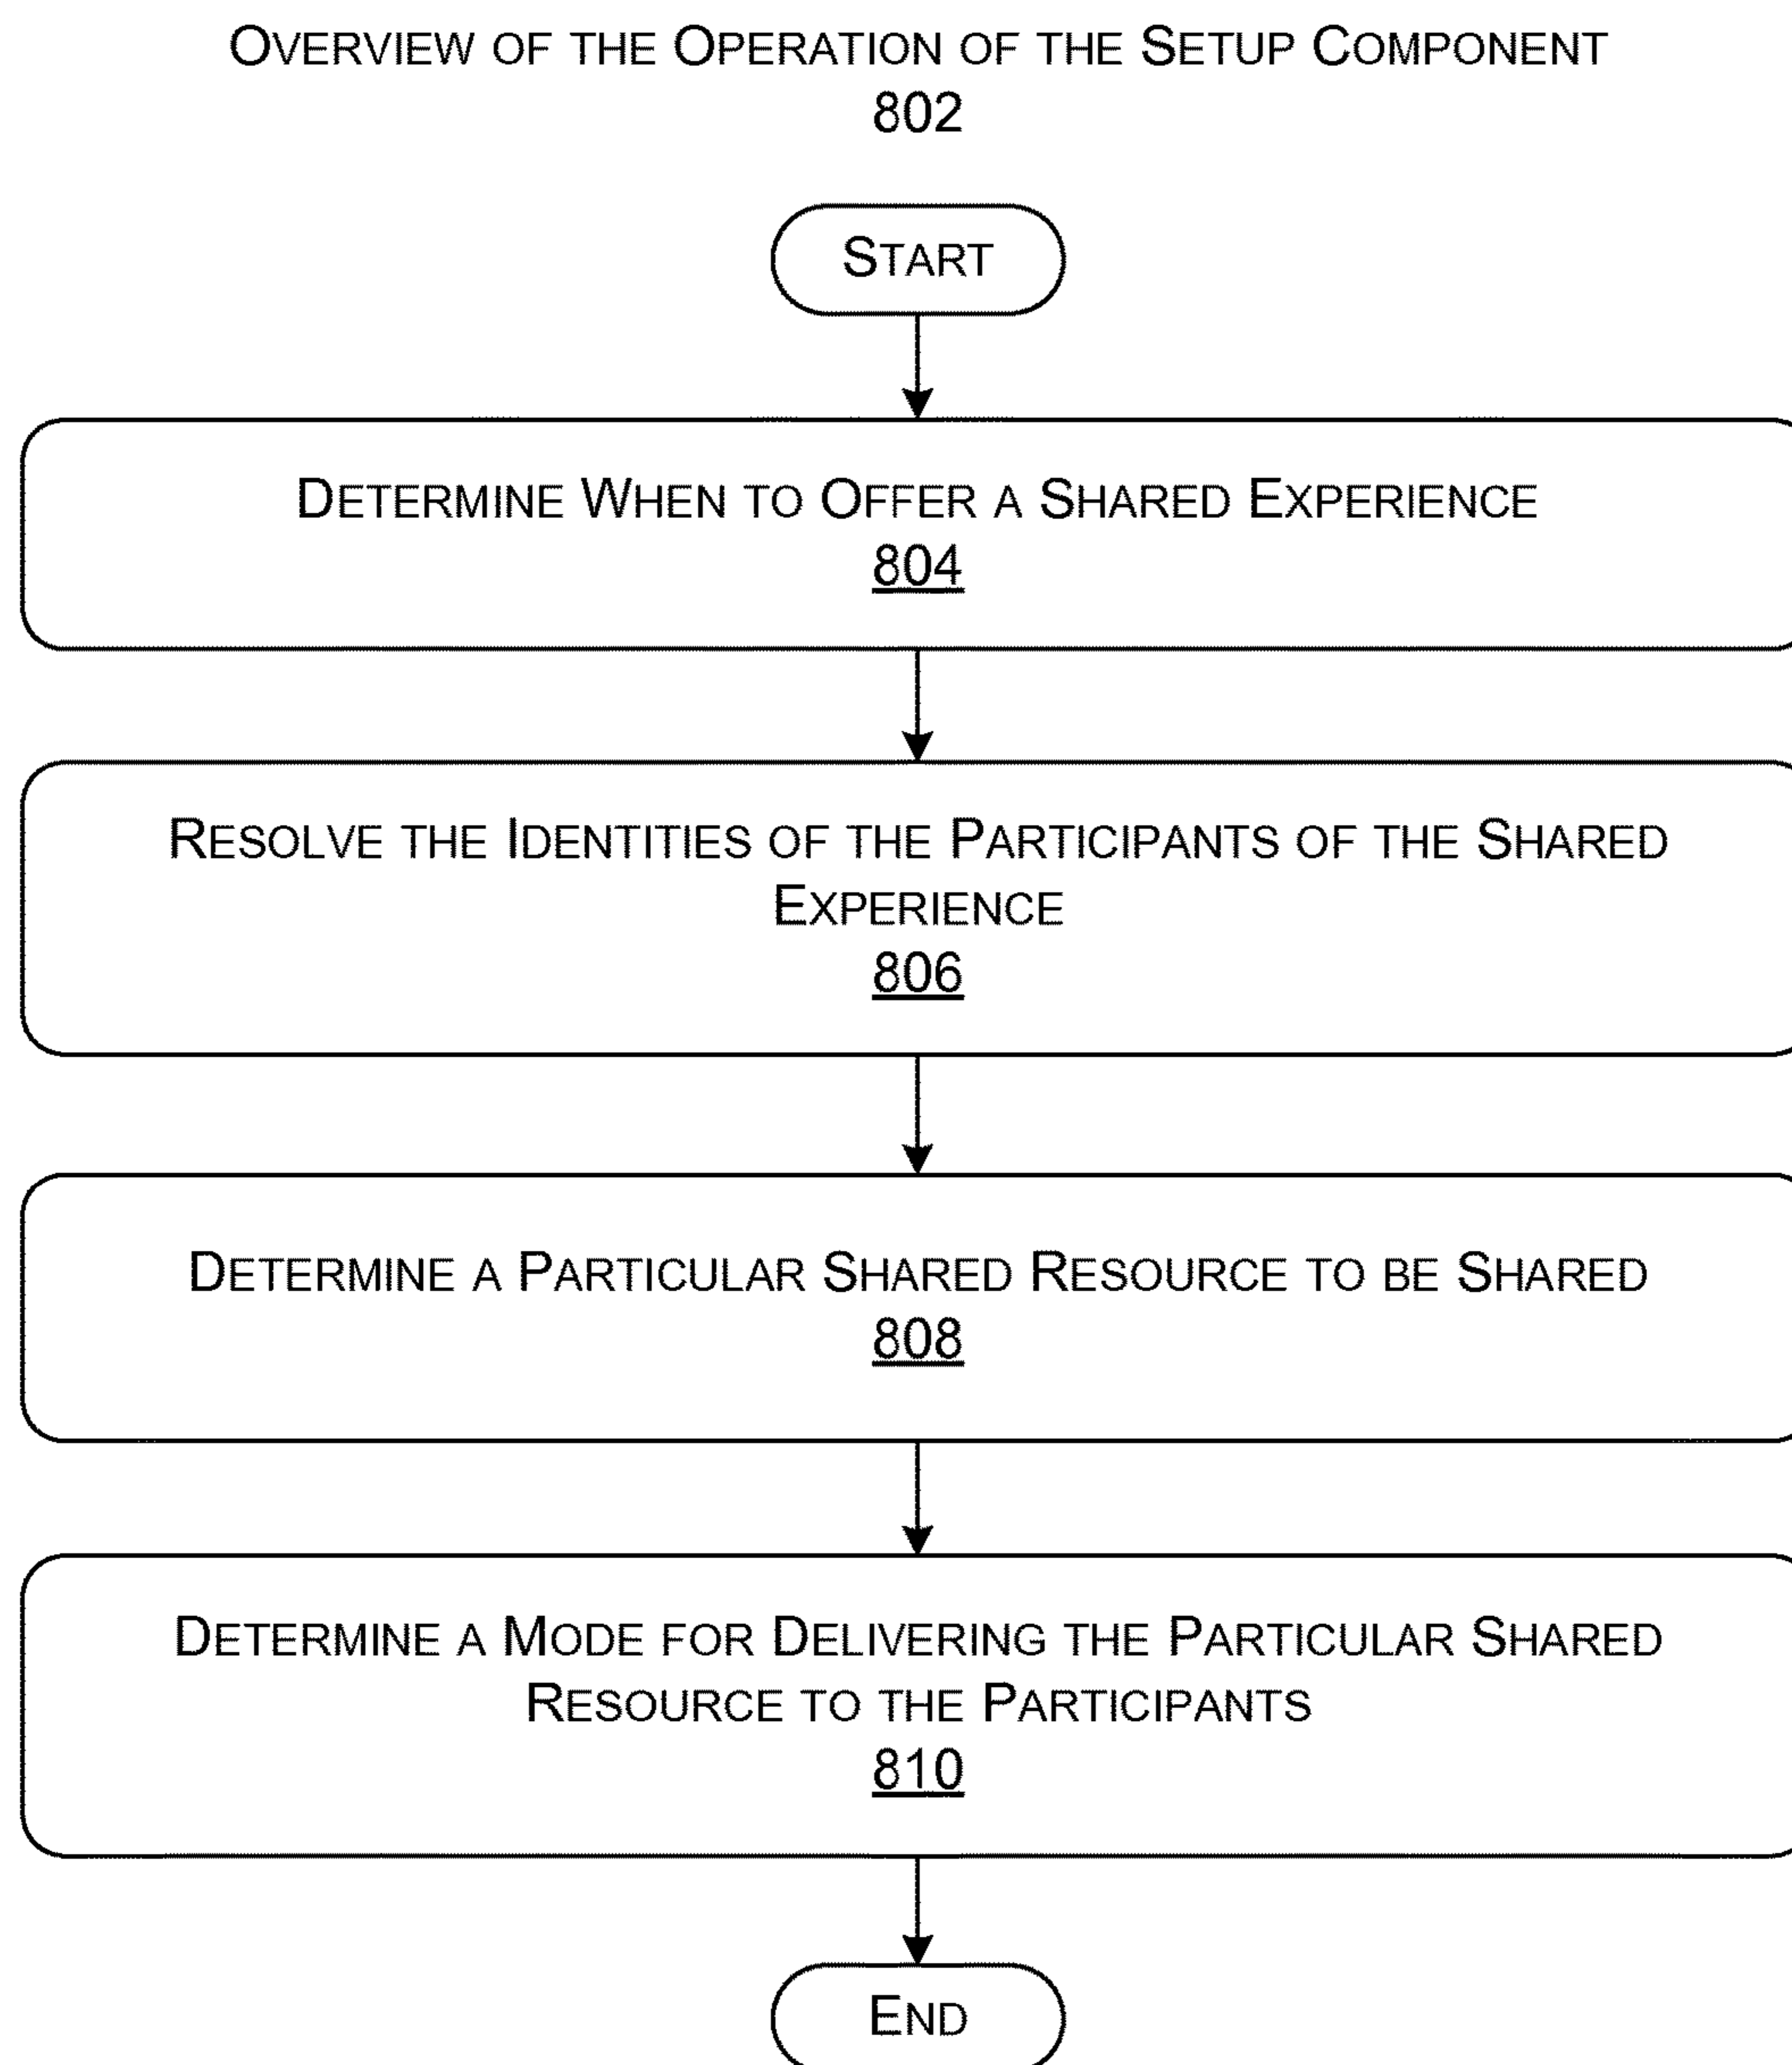 OVERVIEW OF THE OPERATION OF THE SETUP COMPONENT
802
START
DETERMINE WHEN TO OFFER A SHARED EXPERIENCE
804
RESOLVE THE IDENTITIES OF THE PARTICIPANTS OF THE SHARED
EXPERIENCE
806
DETERMINE A PARTICULAR SHARED RESOURCE TO BE SHARED
808
DETERMINE A MODE FOR DELIVERING THE PARTICULAR SHARED
RESOURCE TO THE PARTICIPANTS
810
END